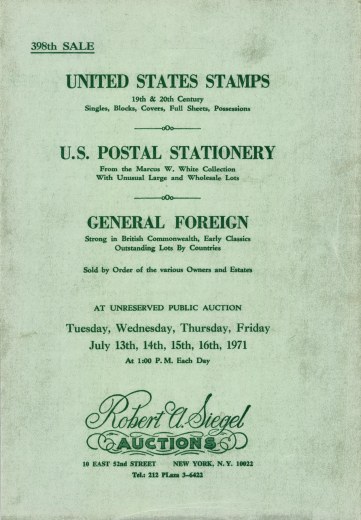 398th SALE
UNITED STATES STAMPS
19th & 20th Century
Singles, Blocks, Covers, Full Sheets, Possessions
oOo
U.S. POSTAL STATIONERY
From the Marcus W. White Collection
With Unusual Large and Wholesale Lots
oOo
GENERAL FOREIGN
Strong in British Commonwealth, Early Classics
Outstanding Lots By Countries
Sold by Order of the various Owners and Estates
AT UNRESERVED PUBLIC AUCTION
Tuesday, Wednesday, Thursday, Friday
July 13th, 14th, 15th, 16th, 1971
At 1:00 P.M. Each Day
Robert A. Siegel
AUCTIONS
10 EAST 52nd STREET NEW YORK, N. Y. 10022
Tel.: 212 PLaza 3-6422